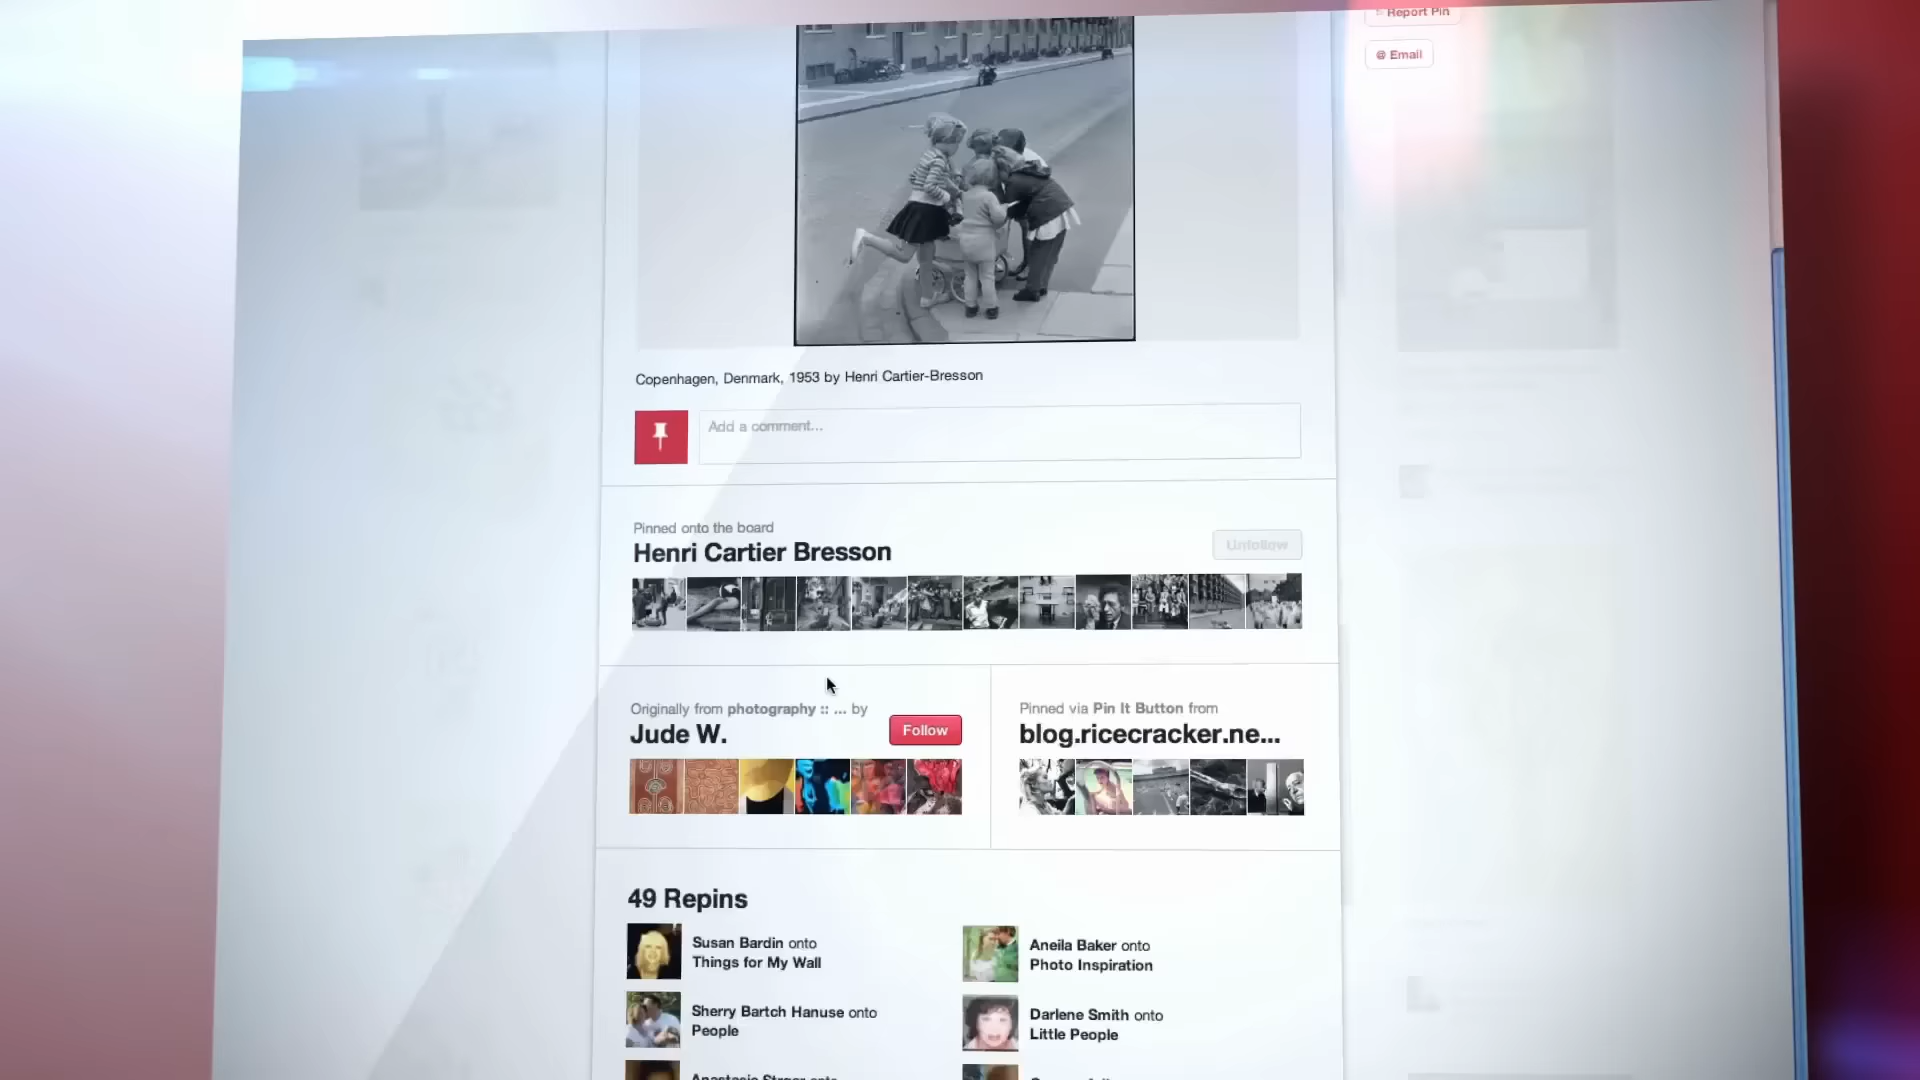 Report Pin
@ Email
Copenhagen, Denmark, 1953 by Henri Cartier-Bresson
Add a comment...
Pinned onto the board
Henri Cartier Bresson
Unfollow
Originally from photography :: ... by
Jude W.
Follow
Pinned via Pin It Button from
blog.ricecracker.ne...
49 Repins
Susan Bardin onto
Things for My Wall
Aneila Baker onto
Photo Inspiration
Sherry Bartch Hanuse onto
People
Darlene Smith onto
Little People